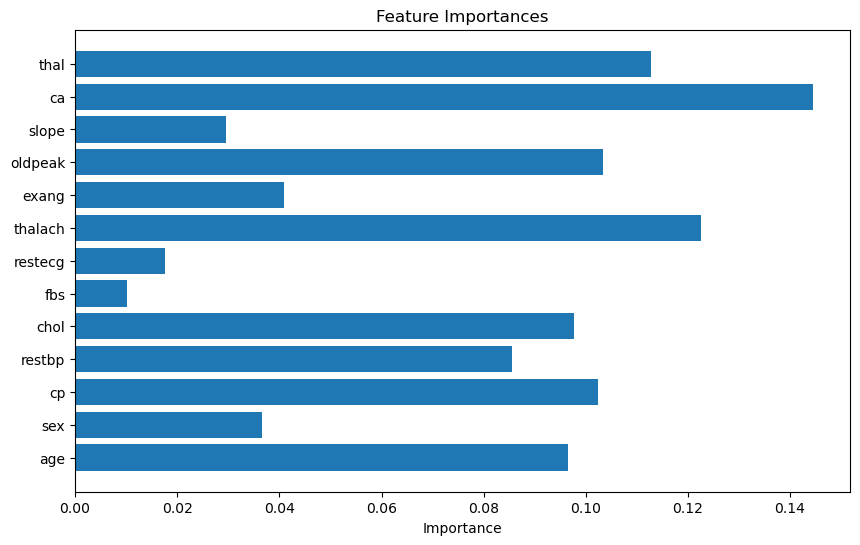 Feature Importances
thal
ca
slope
oldpeak
exang
thalach
restecg
fbs
chol
restbp
cp
sex
age
0.00 0.02 0.04 0.06 0.08 0.10 0.12 0.14
Importance